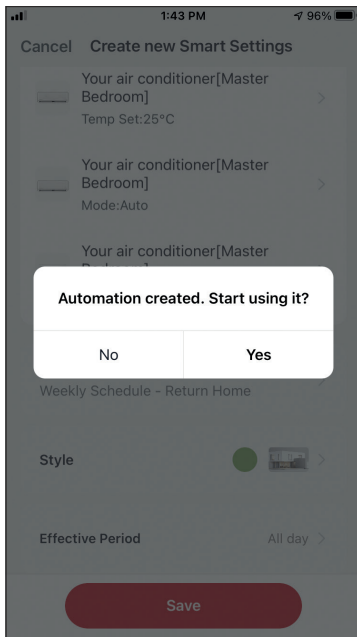 1:43 PM
96%
Cancel
Create new Smart Settings
Your air conditioner[Master
Bedroom]
Temp Set:25°C
Your air conditioner[Master
Bedroom]
Mode:Auto
Your air conditioner[Master
Automation created. Start using it?
No
Yes
Weekly Schedule - Return Home
Style
Effective Period
All day
Save